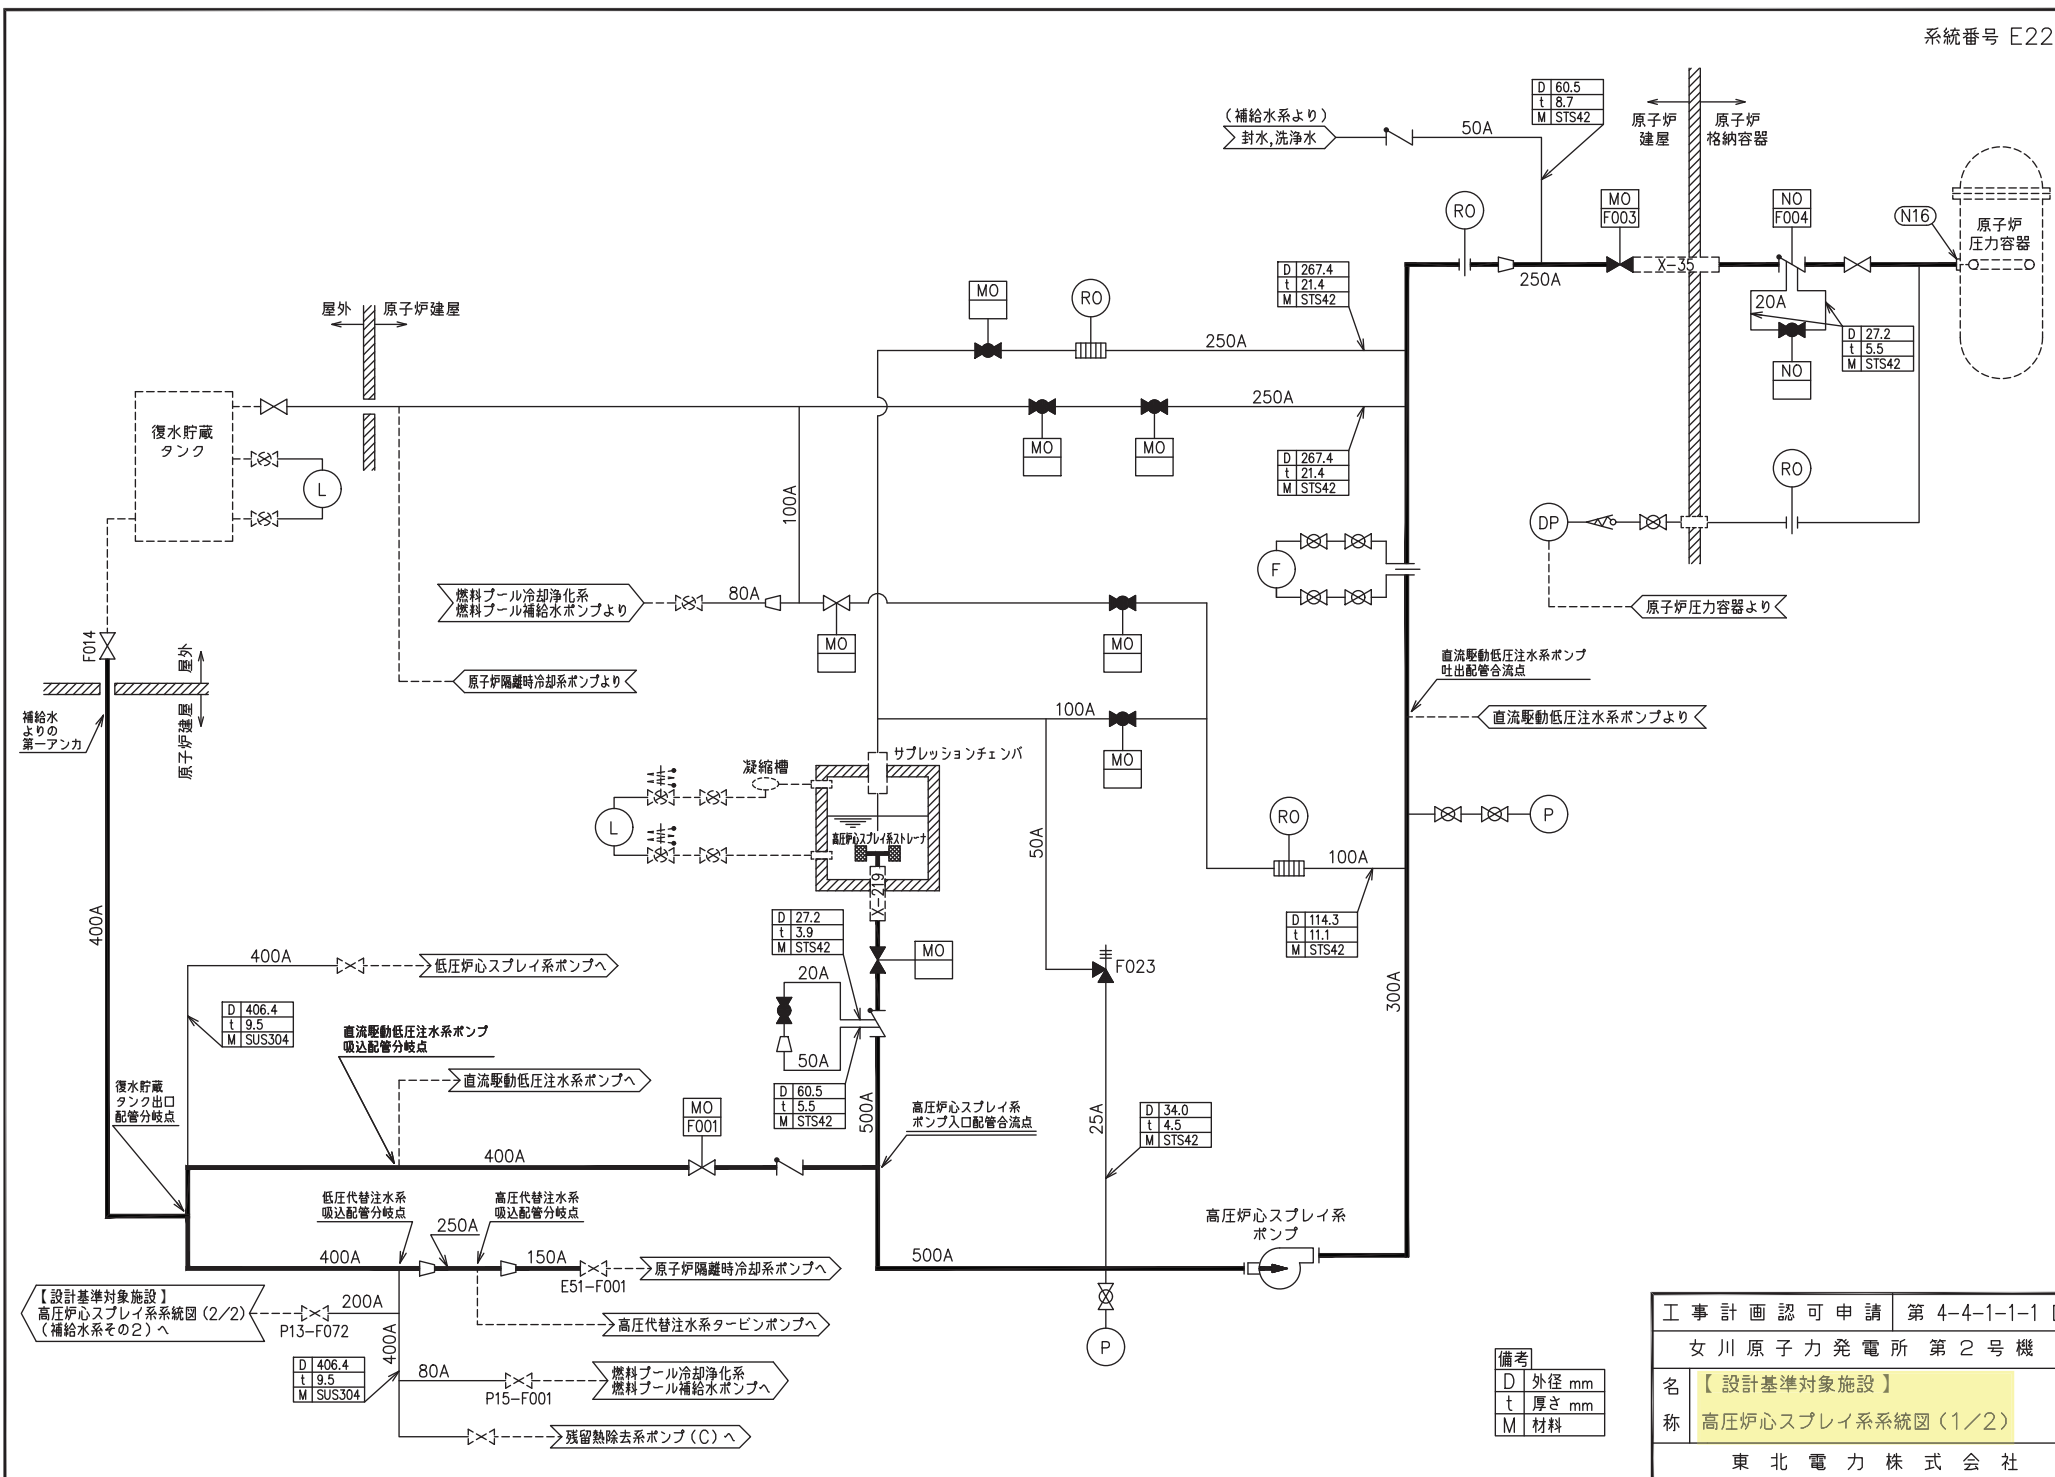 系統番号 E22
D 60.5
t 8.7
M STS42
(補給水系より)
封水,洗浄水
50A
原子炉
建屋
原子炉
格納容器
RO
MO
F003
NO
F004
N16
原子炉
圧力容器
X-35
250A
20A
D 27.2
t 5.5
M STS42
NO
D 267.4
t 21.4
M STS42
MO
RO
250A
屋外
原子炉建屋
復水貯蔵
タンク
L
250A
MO
MO
D 267.4
t 21.4
M STS42
RO
DP
原子炉圧力容器より
100A
F
燃料プール冷却浄化系
燃料プール補給水ポンプより
80A
MO
MO
F014
屋外
原子炉建屋
原子炉隔離時冷却系ポンプより
補給水
よりの
第一アンカ
直流駆動低圧注水系ポンプ
吐出配管合流点
直流駆動低圧注水系ポンプより
100A
MO
サプレッションチェンバ
凝縮槽
L
高圧炉心スプレイ系ストレーナ
X-219
50A
RO
100A
P
D 114.3
t 11.1
M STS42
400A
D 27.2
t 3.9
M STS42
MO
F023
400A
低圧炉心スプレイ系ポンプへ
20A
300A
D 406.4
t 9.5
M SUS304
直流駆動低圧注水系ポンプ
吸込配管分岐点
50A
直流駆動低圧注水系ポンプへ
D 60.5
t 5.5
M STS42
500A
復水貯蔵
タンク出口
配管分岐点
MO
F001
高圧炉心スプレイ系
ポンプ入口配管合流点
25A
D 34.0
t 4.5
M STS42
400A
低圧代替注水系
吸込配管分岐点
高圧代替注水系
吸込配管分岐点
250A
400A
150A
E51-F001
原子炉隔離時冷却系ポンプへ
500A
高圧炉心スプレイ系
ポンプ
【設計基準対象施設】
高圧炉心スプレイ系系統図(2/2)
(補給水系その2)へ
200A
P13-F072
高圧代替注水系タービンポンプへ
400A
P
D 406.4
t 9.5
M SUS304
80A
P15-F001
燃料プール冷却浄化系
燃料プール補給水ポンプへ
残留熱除去系ポンプ(C)へ
備考
D 外径 mm
t 厚さ mm
M 材料
工事計画認可申請 第 4-4-1-1-1
女川原子力発電所 第2号機
名称
【設計基準対象施設】
高圧炉心スプレイ系系統図(1/2)
東北電力株式会社